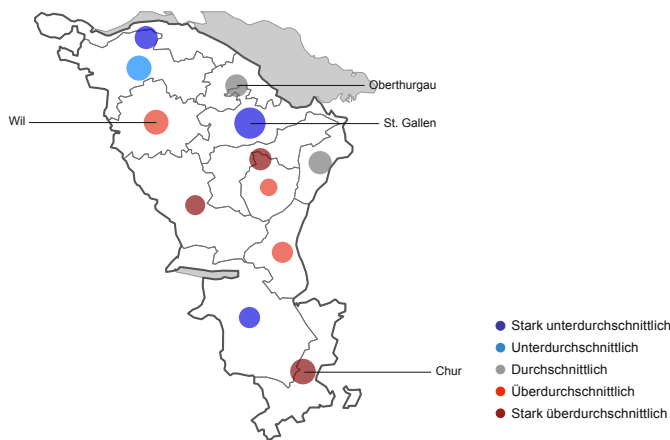 Oberthurgau
Wil
St. Gallen
Chur
Stark unterdurchschnittlich
Unterdurchschnittlich
Durchschnittlich
Überdurchschnittlich
Stark überdurchschnittlich